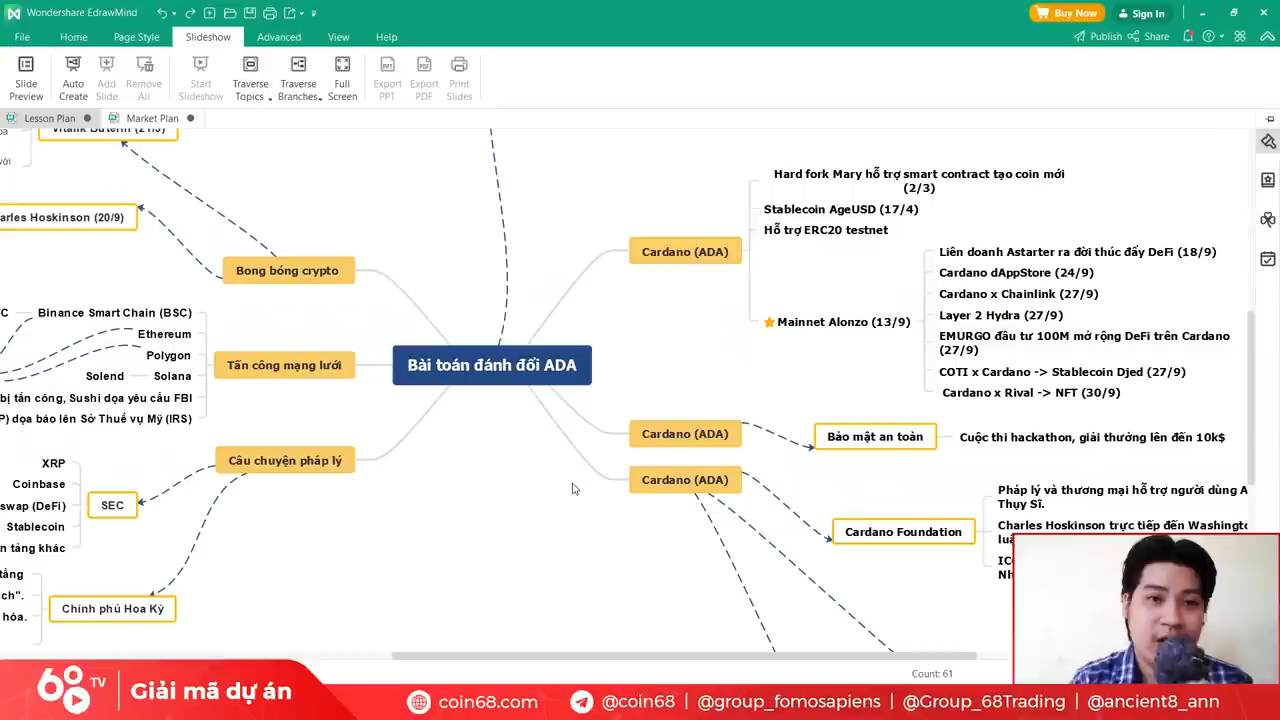 Wondershare EdrawMind
Buy Now
Sign In
File
Home
Page Style
Slideshow
Advanced
View
Help
Publish
Share
Slide Preview
Auto Create
Add Slide
Remove All
Start Slideshow
Traverse Topics
Traverse Branches
Full Screen
Export PPT
Export PDF
Print Slides
Lesson Plan
Market Plan
Vitalik Buterin (21/5)
với
arles Hoskinson (20/9)
Bong bóng crypto
Binance Smart Chain (BSC)
Ethereum
Polygon
Solend
Solana
bị tấn công, Sushi dọa yêu cầu FBI
P) dọa báo lên Sở Thuế vụ Mỹ (IRS)
Tấn công mạng lưới
Câu chuyện pháp lý
XRP
Coinbase
swap (DeFi)
Stablecoin
n tảng khác
SEC
tảng
ch".
hóa.
Chính phủ Hoa Kỳ
Bài toán đánh đổi ADA
Cardano (ADA)
Hard fork Mary hỗ trợ smart contract tạo coin mới
(2/3)
Stablecoin AgeUSD (17/4)
Hỗ trợ ERC20 testnet
Mainnet Alonzo (13/9)
Liên doanh Astarter ra đời thúc đẩy DeFi (18/9)
Cardano dAppStore (24/9)
Cardano x Chainlink (27/9)
Layer 2 Hydra (27/9)
EMURGO đầu tư 100M mở rộng DeFi trên Cardano
(27/9)
COTI x Cardano -> Stablecoin Djed (27/9)
Cardano x Rival -> NFT (30/9)
Cardano (ADA)
Bảo mật an toàn
Cuộc thi hackathon, giải thưởng lên đến 10k$
Cardano (ADA)
Cardano Foundation
Pháp lý và thương mại hỗ trợ người dùng A
Thụy Sĩ.
Charles Hoskinson trực tiếp đến Washingto
Count: 61
68 TV
Giải mã dự án
coin68.com
@coin68 | @group_fomosapiens | @Group_68Trading | @ancient8_ann